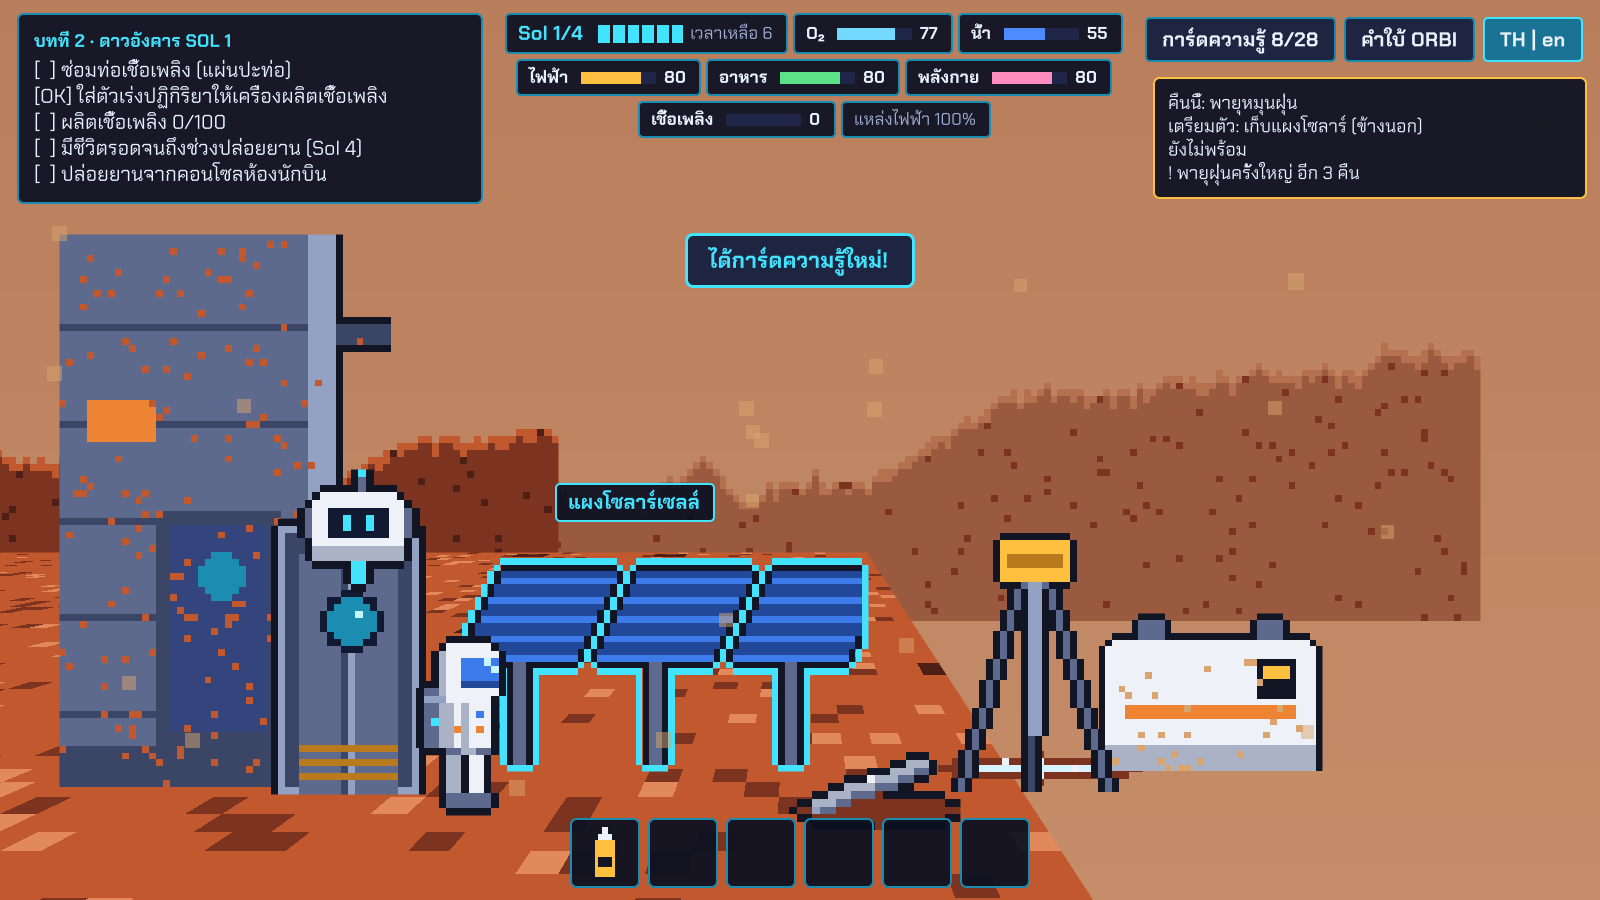 บทที่ 2 · ดาวอังคาร SOL 1
[ ] ซ่อมท่อเชื้อเพลิง (แผ่นปะท่อ)
[OK] ใส่ตัวเร่งปฏิกิริยาให้เครื่องผลิตเชื้อเพลิง
[ ] ผลิตเชื้อเพลิง 0/100
[ ] มีชีวิตรอดจนถึงช่วงปล่อยยาน (Sol 4)
[ ] ปล่อยยานจากคอนโซลห้องนักบิน
Sol 1/4 เวลาเหลือ 6
O₂ 77
น้ำ 55
ไฟฟ้า 80
อาหาร 80
พลังกาย 80
เชื้อเพลิง 0
แหล่งไฟฟ้า 100%
การ์ดความรู้ 8/28
คำใบ้ ORBI
TH | en
คืนนี้: พายุหมุนฝุ่น
เตรียมตัว: เก็บแผงโซลาร์ (ข้างนอก)
ยังไม่พร้อม
! พายุฝุ่นครั้งใหญ่ อีก 3 คืน
ได้การ์ดความรู้ใหม่!
แผงโซลาร์เซลล์